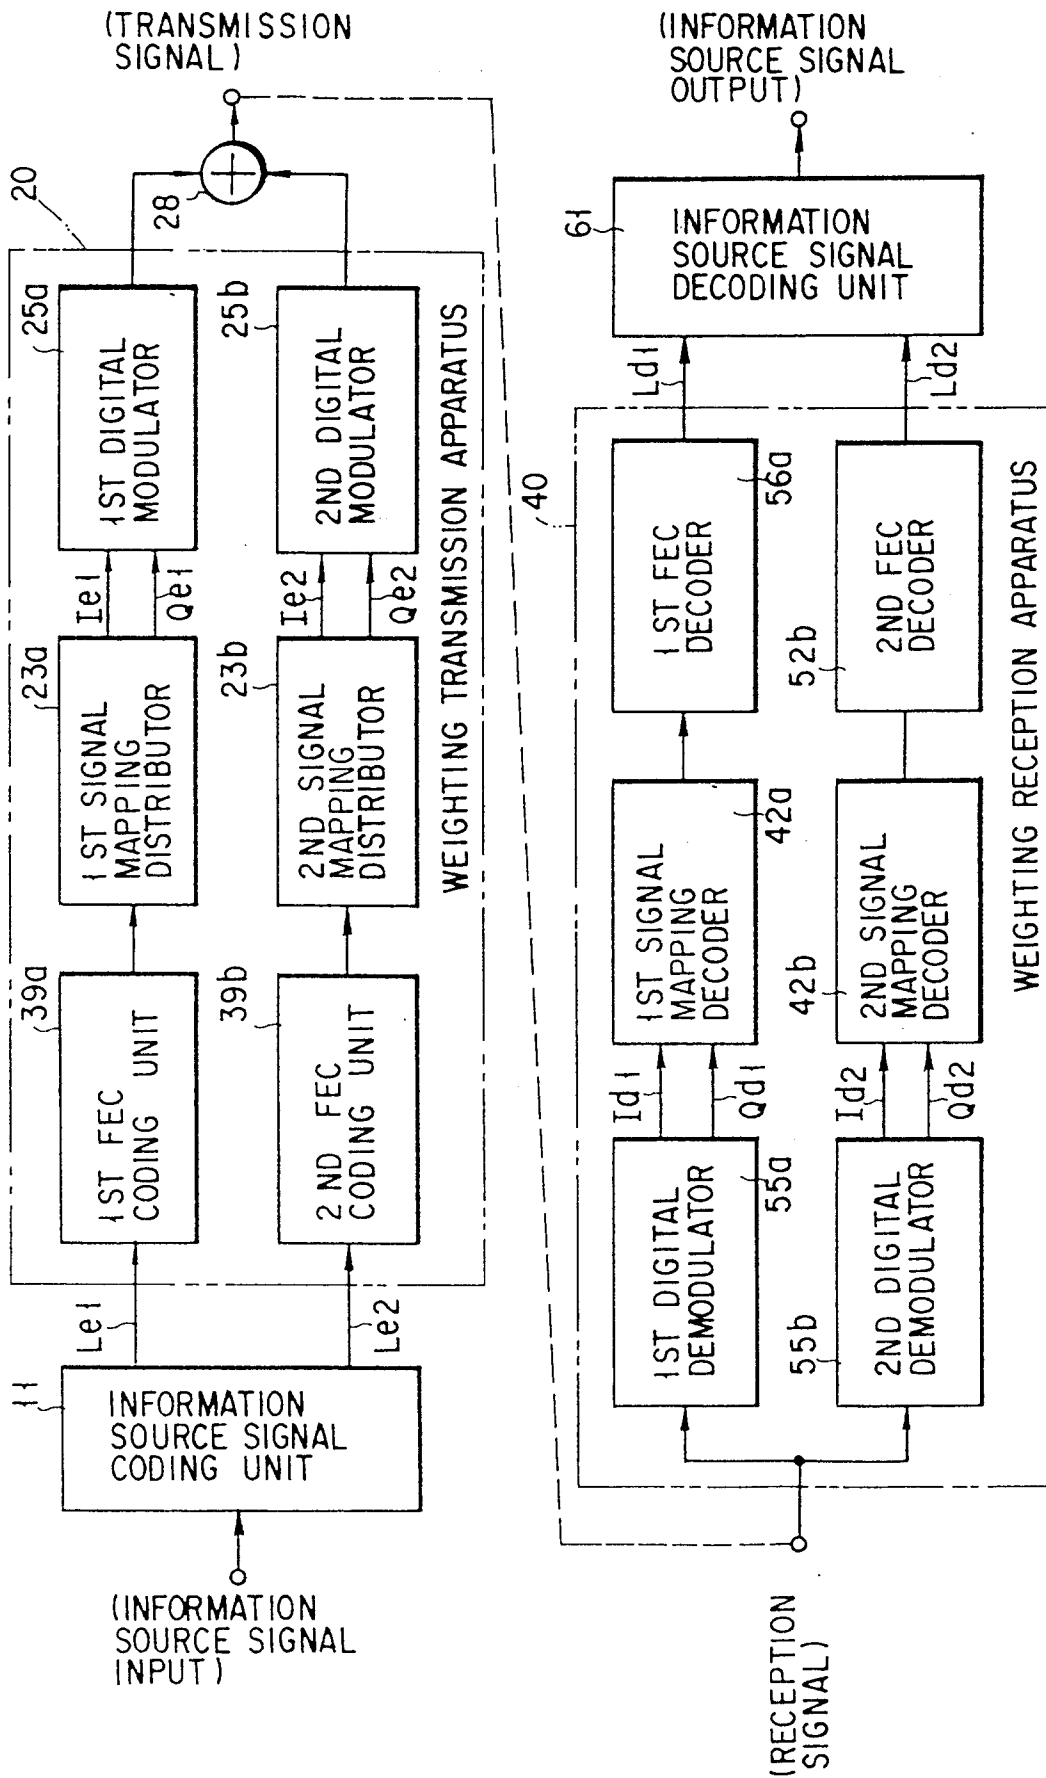 (INFORMATION
SOURCE SIGNAL
INPUT)
11
INFORMATION
SOURCE SIGNAL
CODING UNIT
Le1
Le2
39a
1ST FEC
CODING UNIT
39b
2ND FEC
CODING UNIT
23a
1ST SIGNAL
MAPPING
DISTRIBUTOR
23b
2ND SIGNAL
MAPPING
DISTRIBUTOR
Ie1
Qe1
Ie2
Qe2
25a
1ST DIGITAL
MODULATOR
25b
2ND DIGITAL
MODULATOR
WEIGHTING TRANSMISSION APPARATUS
20
28
(TRANSMISSION
SIGNAL)
(RECEPTION
SIGNAL)
1ST DIGITAL
DEMODULATOR
55a
55b
2ND DIGITAL
DEMODULATOR
Id1
Qd1
Id2
Qd2
1ST SIGNAL
MAPPING
DECODER
42a
42b
2ND SIGNAL
MAPPING
DECODER
1ST FEC
DECODER
56a
52b
2ND FEC
DECODER
40
WEIGHTING RECEPTION APPARATUS
Ld1
Ld2
61
INFORMATION
SOURCE SIGNAL
DECODING UNIT
(INFORMATION
SOURCE SIGNAL
OUTPUT)